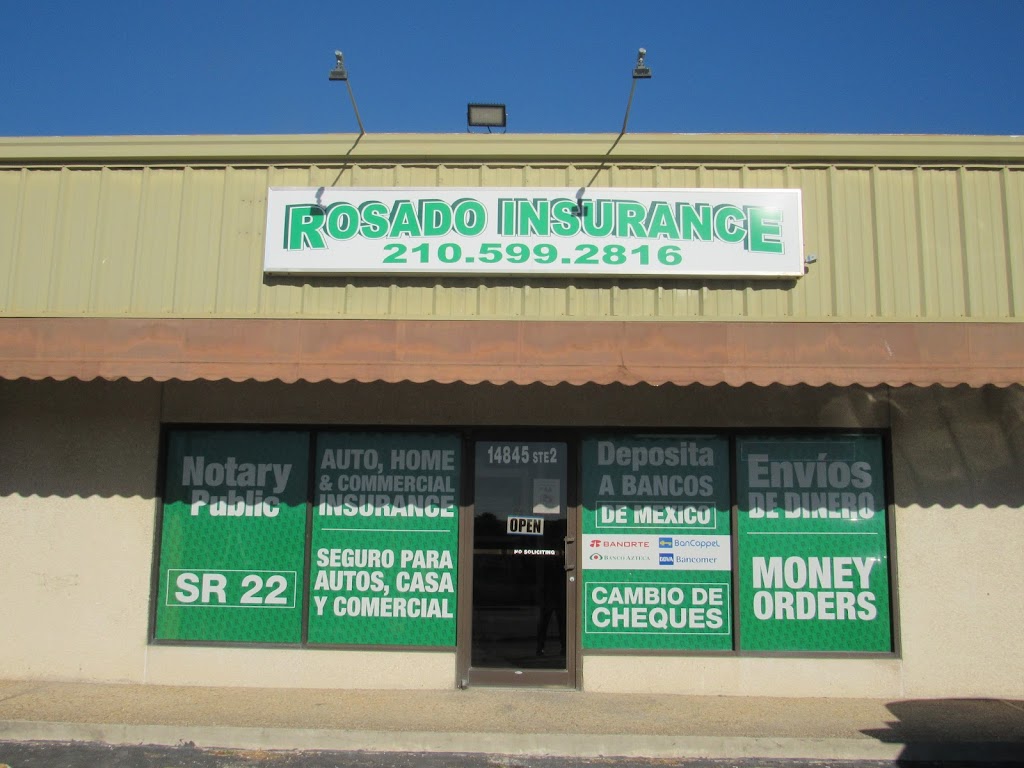 ROSADO INSURANCE
210.599.2816
Notary
Public
SR 22
AUTO, HOME
& COMMERCIAL
INSURANCE
SEGURO PARA
AUTOS, CASA
Y COMERCIAL
14845 STE2
OPEN
NO SOLICITING
Deposita
A BANCOS
DE MEXICO
BANORTE
BanCoppel
BANCO AZTECA
BBVA Bancomer
CAMBIO DE
CHEQUES
Envíos
DE DINERO
MONEY
ORDERS